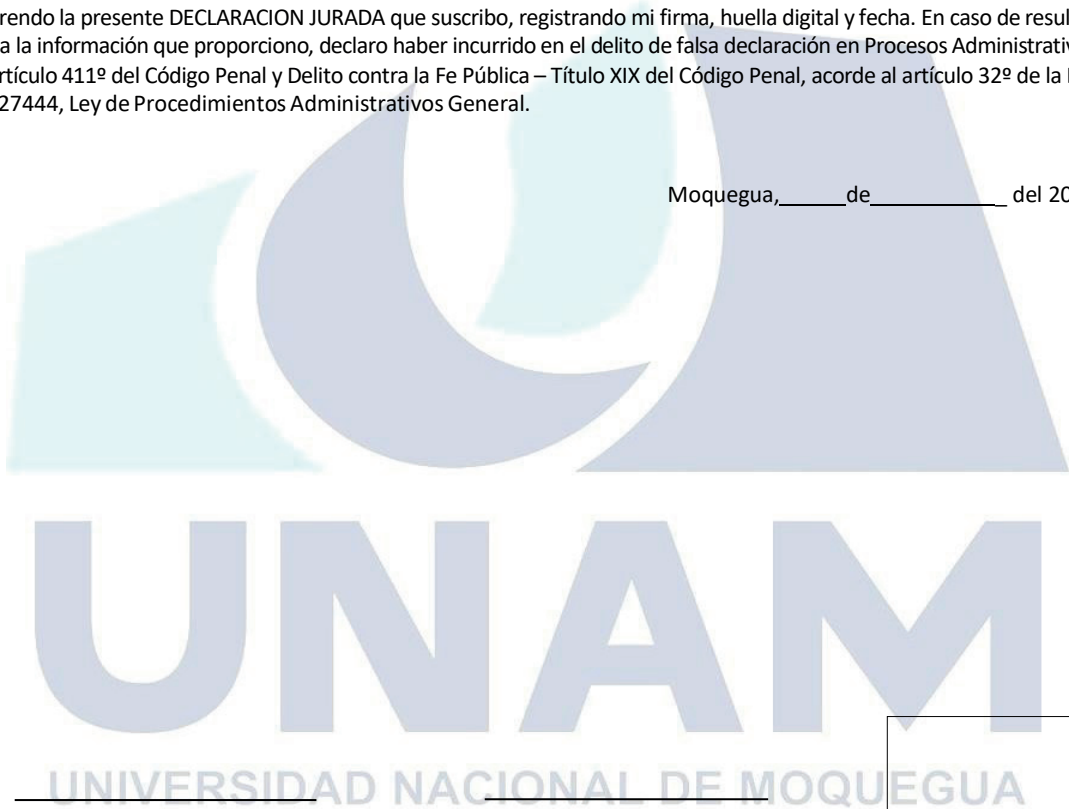 rendo la presente DECLARACION JURADA que suscribo, registrando mi firma, huella digital y fecha. En caso de resul
a la información que proporciono, declaro haber incurrido en el delito de falsa declaración en Procesos Administrativ
rtículo 411º del Código Penal y Delito contra la Fe Pública – Título XIX del Código Penal, acorde al artículo 32º de la
27444, Ley de Procedimientos Administrativos General.
Moquegua,______de___________ del 20
UNAM
UNIVERSIDAD NACIONAL DE MOQUEGUA